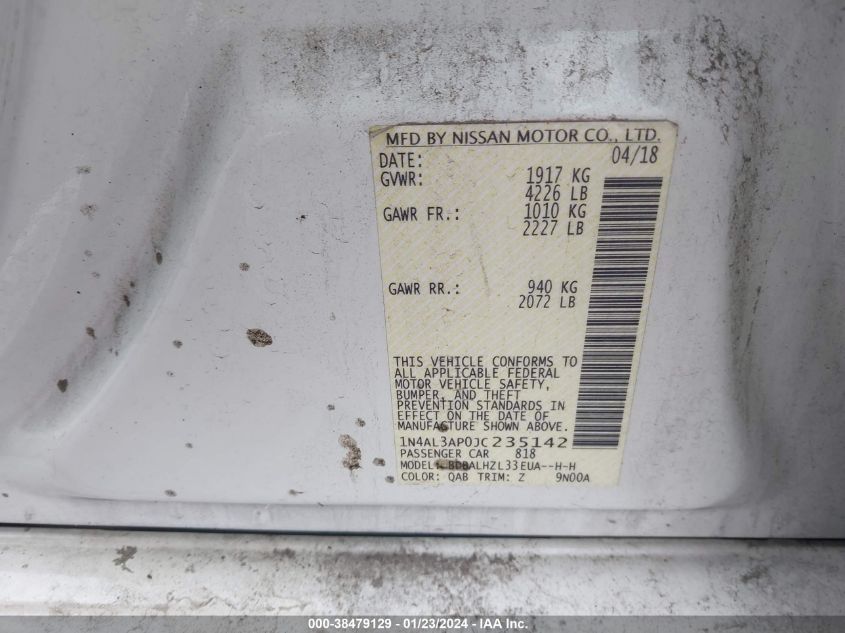 MFD BY NISSAN MOTOR CO., LTD.
DATE: 04/18
GVWR: 1917 KG
4226 LB
GAWR FR.: 1010 KG
2227 LB
GAWR RR.: 940 KG
2072 LB
THIS VEHICLE CONFORMS TO
ALL APPLICABLE FEDERAL
MOTOR VEHICLE SAFETY,
BUMPER, AND THEFT
PREVENTION STANDARDS IN
EFFECT ON THE DATE OF
MANUFACTURE SHOWN ABOVE.
1N4AL3AP0JC235142
PASSENGER CAR 818
MODEL: BDBALHZL33EUA--H-H
COLOR: QAB TRIM: Z 9N00A
000-38479129 - 01/23/2024 - IAA Inc.